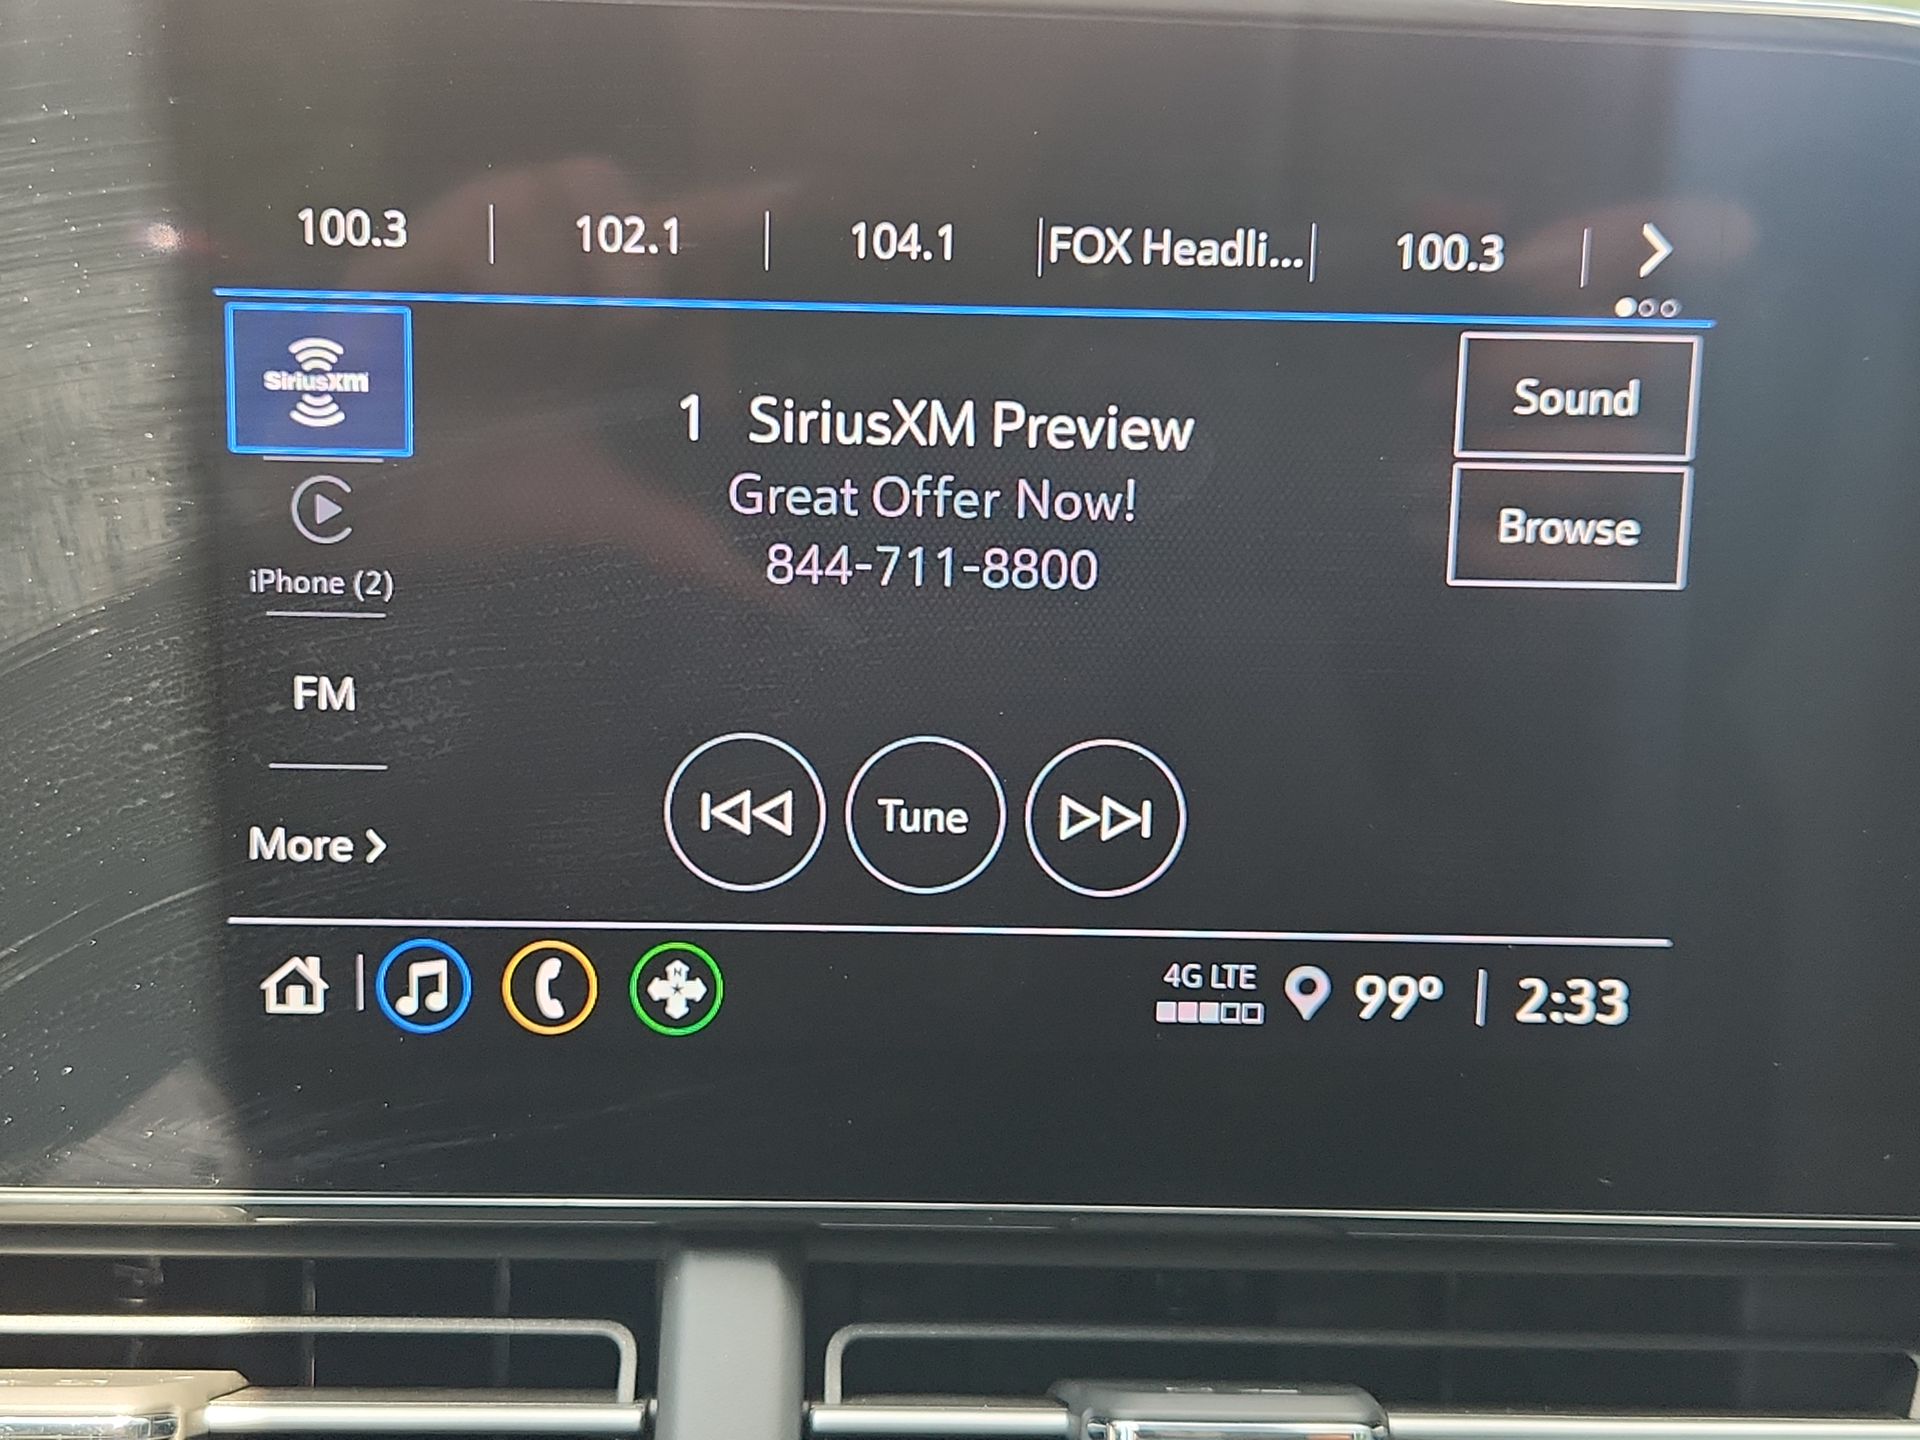 100.3 | 102.1 | 104.1 | FOX Headli... | 100.3
SiriusXM
1 SiriusXM Preview
Great Offer Now!
844-711-8800
Sound
Browse
iPhone (2)
FM
More
Tune
N
4G LTE
99° | 2:33